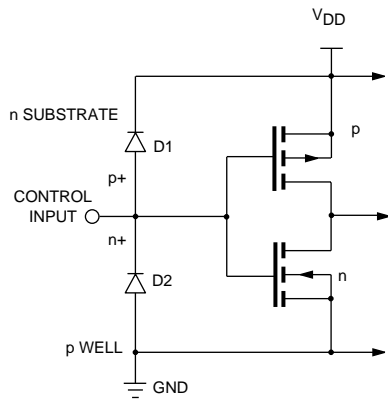 VDD
n SUBSTRATE
p
D1
p+
CONTROL
INPUT
n+
D2
n
p WELL
GND